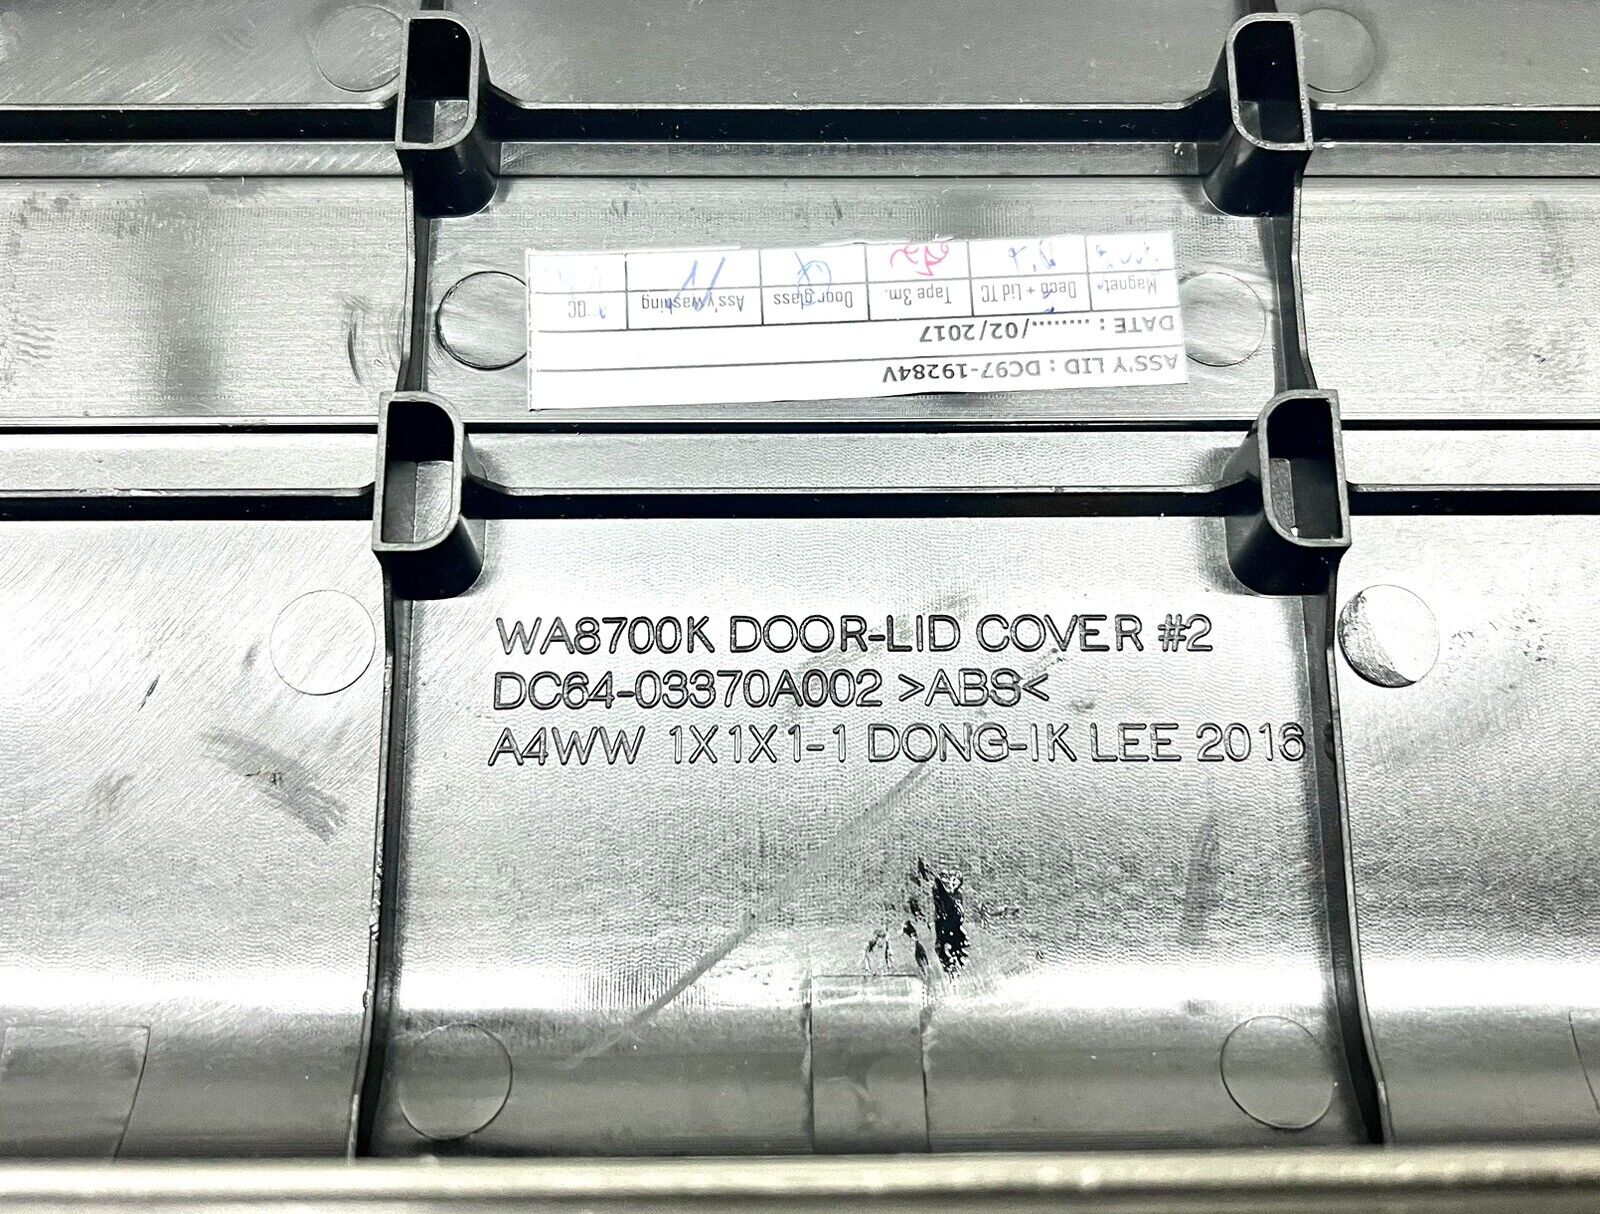 ASS'Y LID : DC97-19284V
DATE : ......./02/2017
Magnet Deco + Lid TC Tape 3m. Door glass Ass'y washing QC
WA8700K DOOR-LID COVER #2
DC64-03370A002 >ABS<
A4WW 1X1X1-1 DONG-IK LEE 2016